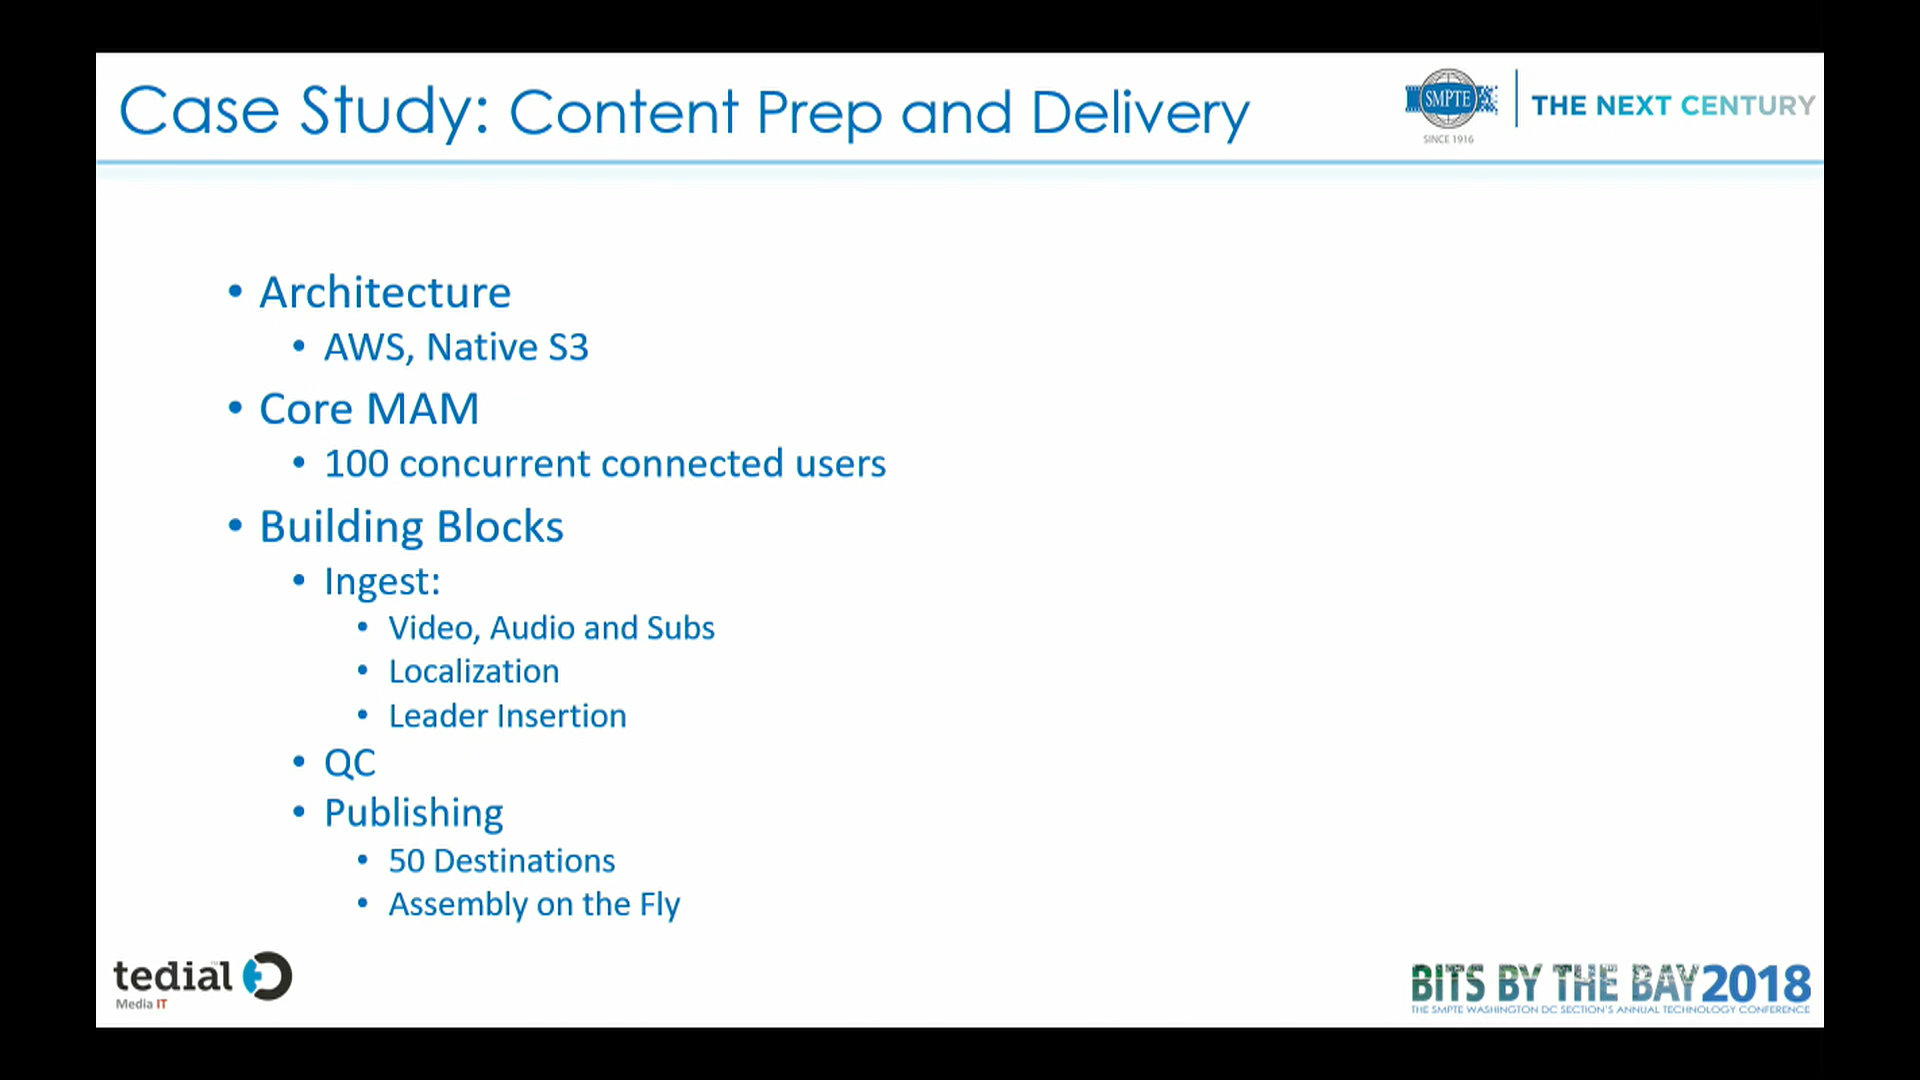 Case Study: Content Prep and Delivery
SMPTE
SINCE 1916
THE NEXT CENTURY
• Architecture
• AWS, Native S3
• Core MAM
• 100 concurrent connected users
• Building Blocks
• Ingest:
• Video, Audio and Subs
• Localization
• Leader Insertion
• QC
• Publishing
• 50 Destinations
• Assembly on the Fly
tedial
Media IT
BITS BY THE BAY 2018
THE SMPTE WASHINGTON DC SECTION'S ANNUAL TECHNOLOGY CONFERENCE